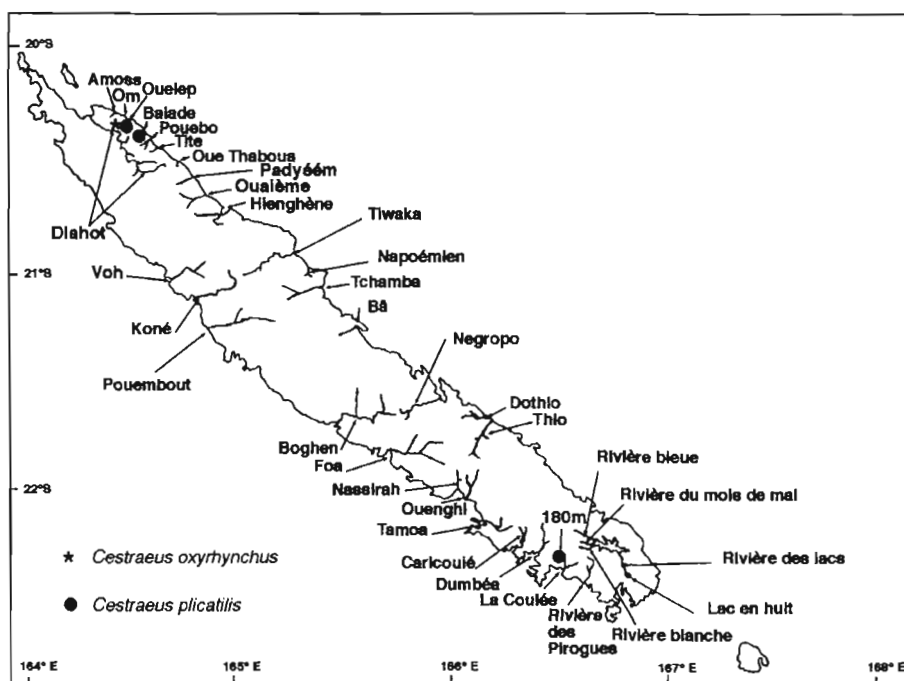 20°S
Amoss
Ouelep
Om
Balade
Pouebo
Tite
Oue Thabous
Padyéém
Ouaième
Hienghène
Tiwaka
Diahot
Napoémien
21°S
Voh
Tchamba
Bâ
Koné
Negropo
Pouembout
Dothio
Thio
Boghen
Foa
Rivière bleue
Nassirah
22°S
Rivière du mois de mai
Ouenghi
180m
Tamoa
* Cestraeus oxyrhynchus
Rivière des lacs
Caricouié
Dumbéa
● Cestraeus plicatilis
La Coulée
Lac en huit
Rivière des Pirogues
Rivière blanche
164° E
165° E
166° E
167° E
168° E